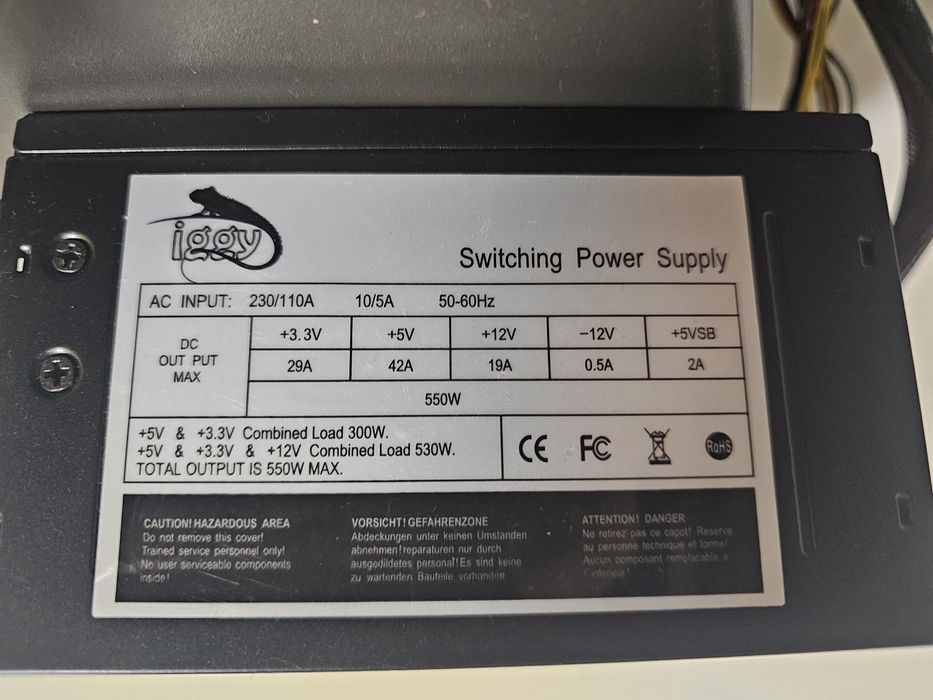 iggy
Switching Power Supply
AC INPUT: 230/110A 10/5A 50-60Hz
DC OUT PUT MAX
+3.3V +5V +12V −12V +5VSB
29A 42A 19A 0.5A 2A
550W
+5V & +3.3V Combined Load 300W.
+5V & +3.3V & +12V Combined Load 530W.
TOTAL OUTPUT IS 550W MAX.
CE FC RoHS
CAUTION! HAZARDOUS AREA
Do not remove this cover!
Trained service personnel only!
No user serviceable components
inside!
VORSICHT! GEFAHRENZONE
Abdeckungen unter keinen Umstanden
abnehmen!reparaturen nur durch
ausgedildetes personal!Es sind keine
zu wartenden Bauteile vorhanden
ATTENTION! DANGER
Ne retirez pas ce capot! Reserve
au personne technique et forme!
Aucun composant remplacable a
l'interieur!